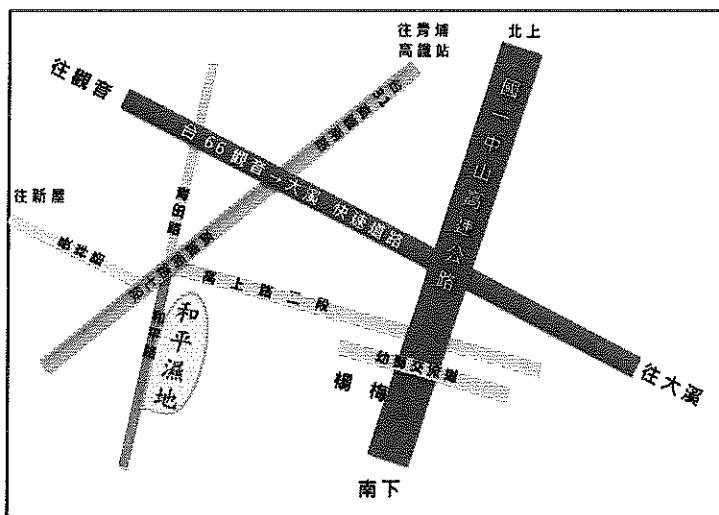 往青埔
高鐵站
北上
往觀音
國一中山高速公路
台66觀音→大溪 快速道路
往新屋
青田路
高上路二段
和平路
和平濕地
幼獅交流道
楊梅
往大溪
南下